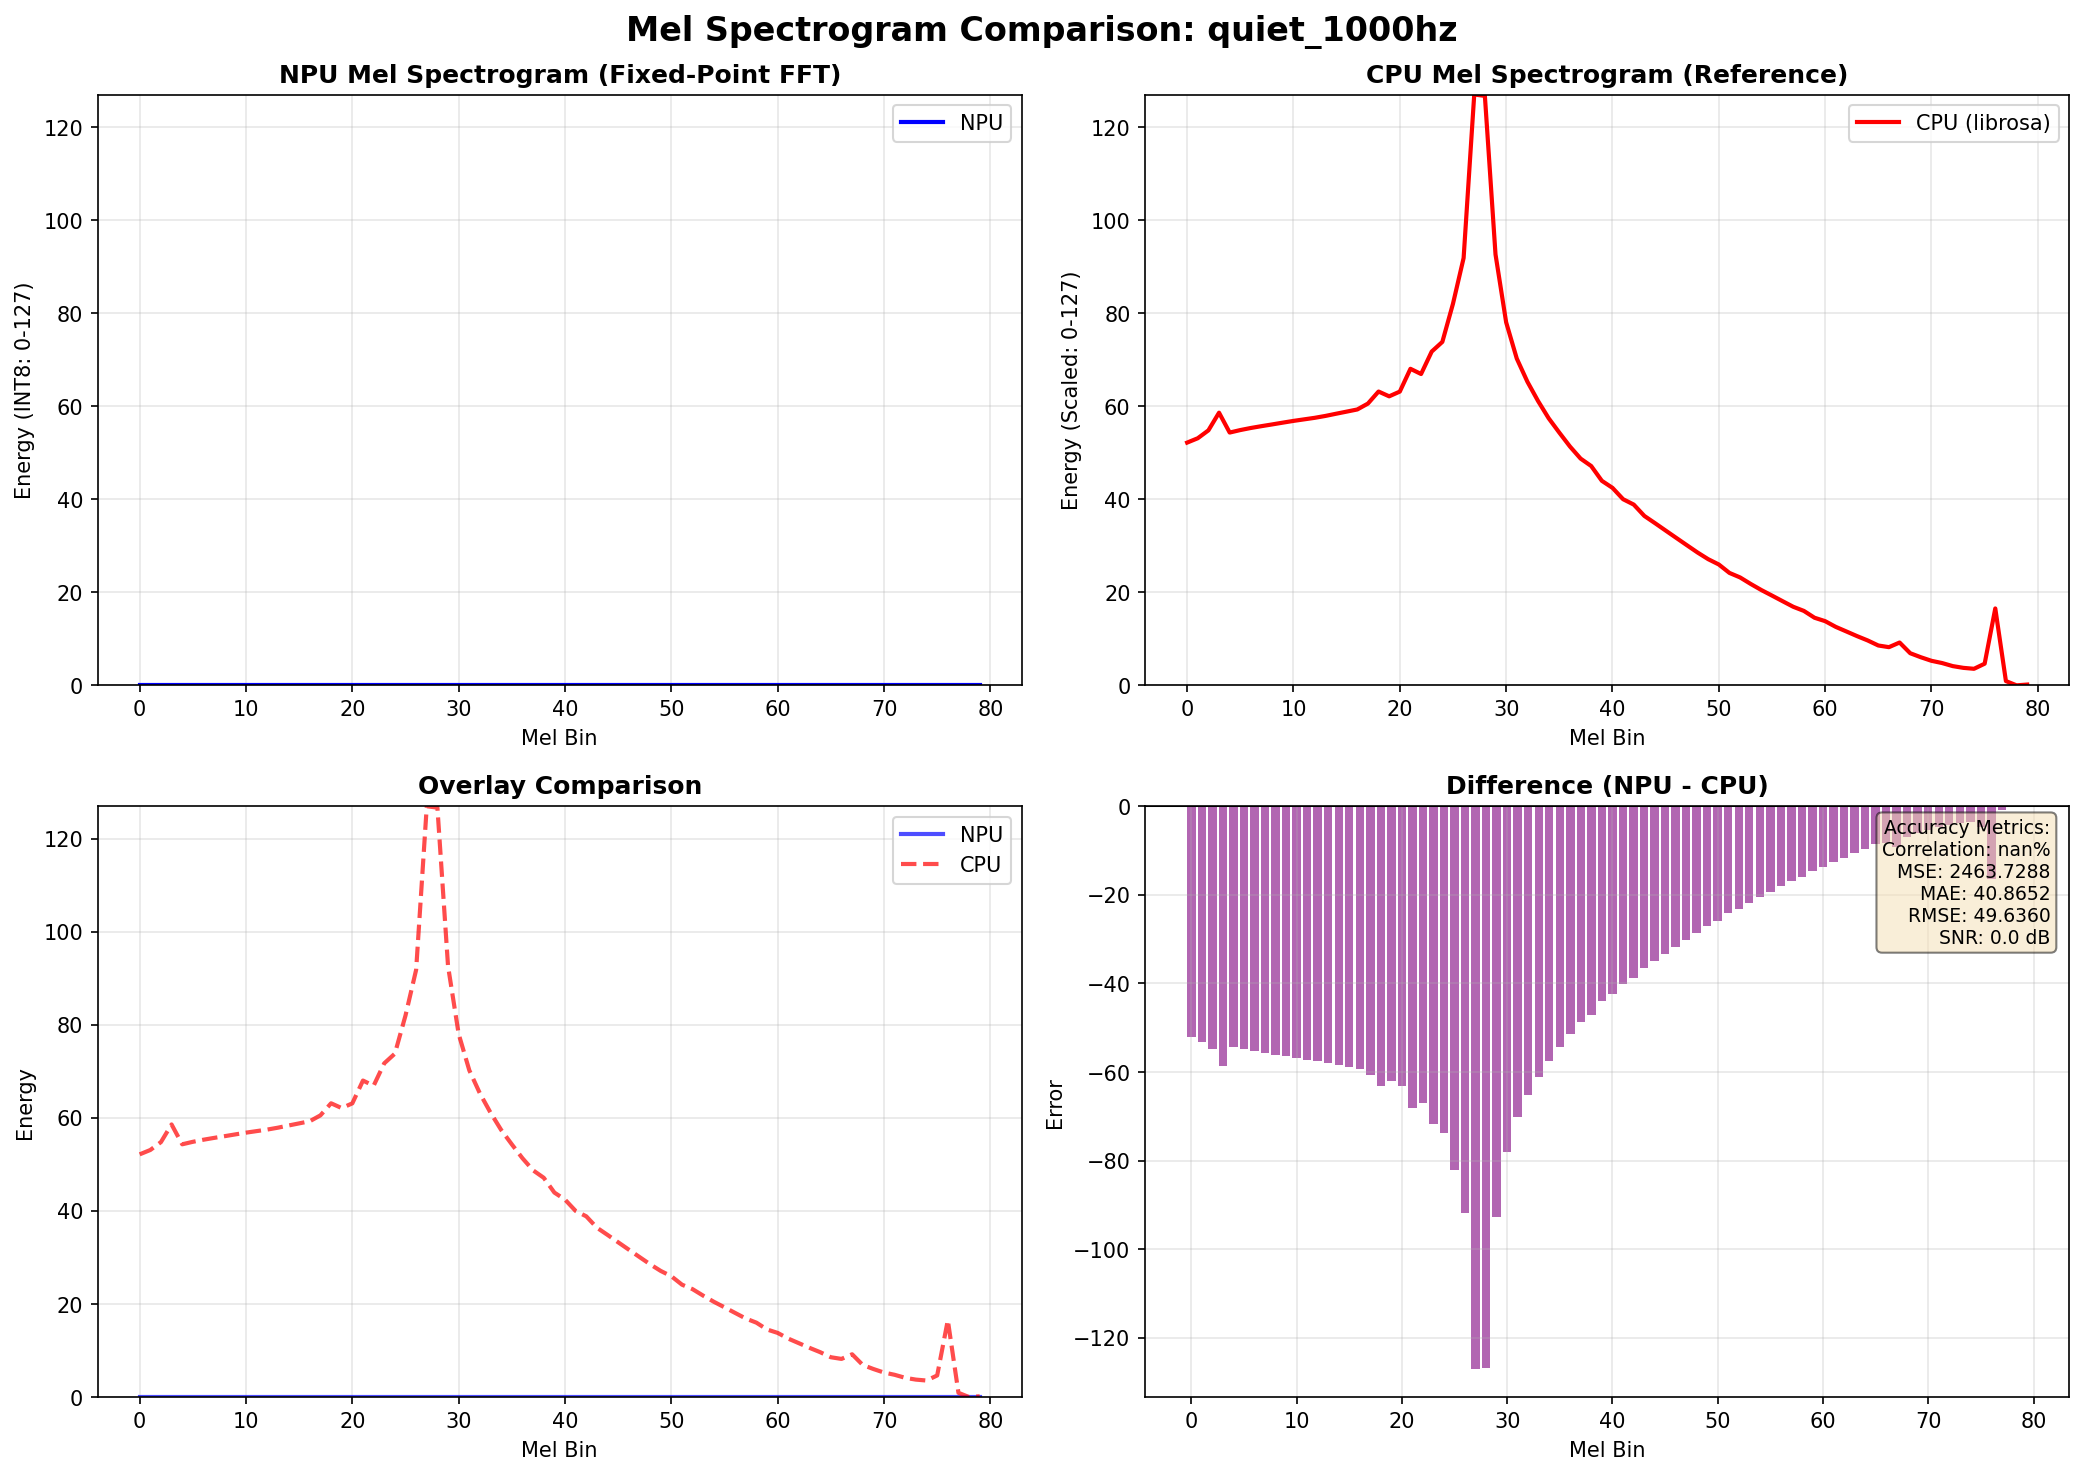 Mel Spectrogram Comparison: quiet_1000hz
NPU Mel Spectrogram (Fixed-Point FFT)
Energy (INT8: 0-127)
120
100
80
60
40
20
0
NPU
0 10 20 30 40 50 60 70 80
Mel Bin
CPU Mel Spectrogram (Reference)
Energy (Scaled: 0-127)
120
100
80
60
40
20
0
CPU (librosa)
0 10 20 30 40 50 60 70 80
Mel Bin
Overlay Comparison
Energy
120
100
80
60
40
20
0
NPU
CPU
0 10 20 30 40 50 60 70 80
Mel Bin
Difference (NPU - CPU)
Error
0
−20
−40
−60
−80
−100
−120
Accuracy Metrics:
Correlation: nan%
MSE: 2463.7288
MAE: 40.8652
RMSE: 49.6360
SNR: 0.0 dB
0 10 20 30 40 50 60 70 80
Mel Bin